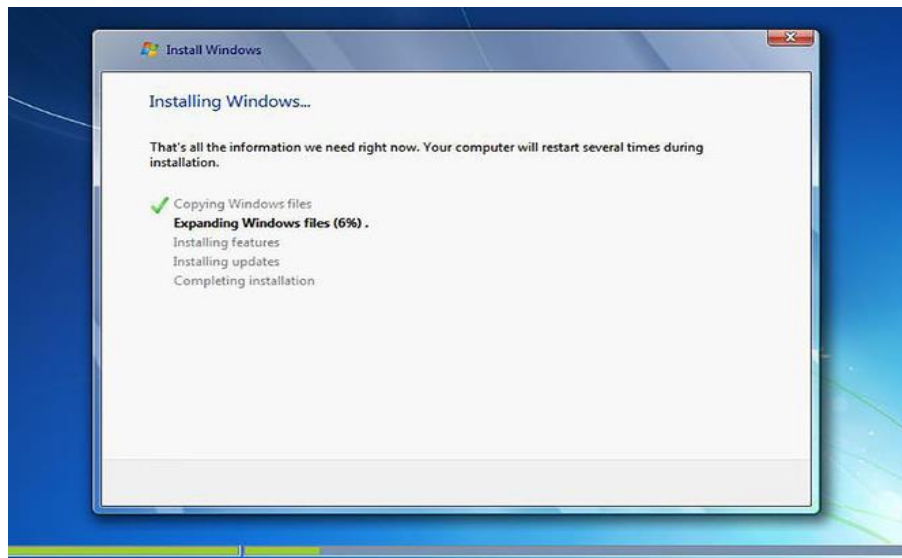 Install Windows
Installing Windows...
That's all the information we need right now. Your computer will restart several times during
installation.
Copying Windows files
Expanding Windows files (6%) .
Installing features
Installing updates
Completing installation